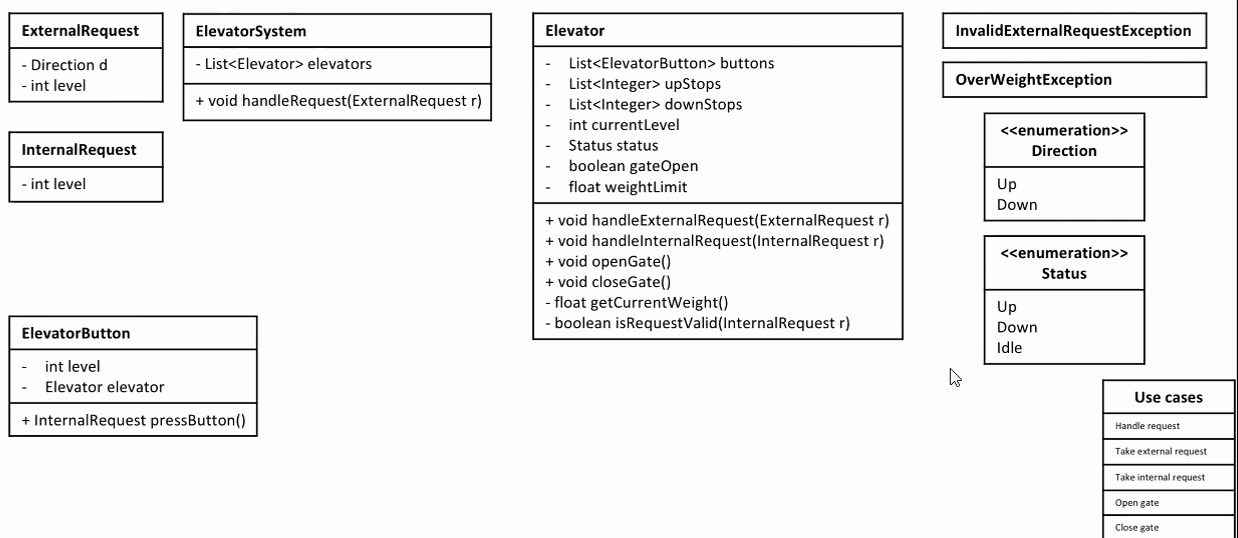 ExternalRequest
- Direction d
- int level
InternalRequest
- int level
ElevatorSystem
- List<Elevator> elevators
+ void handleRequest(ExternalRequest r)
Elevator
- List<ElevatorButton> buttons
- List<Integer> upStops
- List<Integer> downStops
- int currentLevel
- Status status
- boolean gateOpen
- float weightLimit
+ void handleExternalRequest(ExternalRequest r)
+ void handleInternalRequest(InternalRequest r)
+ void openGate()
+ void closeGate()
- float getCurrentWeight()
- boolean isRequestValid(InternalRequest r)
InvalidExternalRequestException
OverWeightException
<<enumeration>>
Direction
Up
Down
<<enumeration>>
Status
Up
Down
Idle
ElevatorButton
- int level
- Elevator elevator
+ InternalRequest pressButton()
Use cases
Handle request
Take external request
Take internal request
Open gate
Close gate